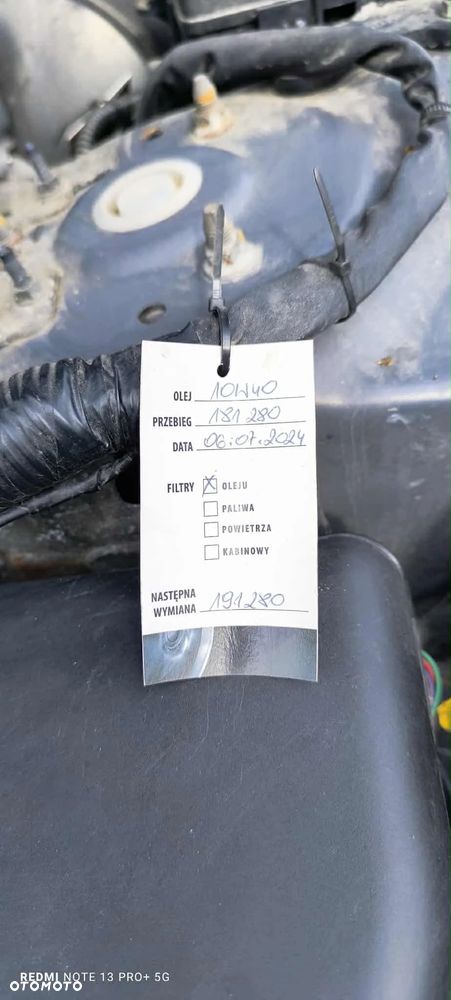 OLEJ 10W40
PRZEBIEG 181 280
DATA 06.07.2024
FILTRY X OLEJU
PALIWA
POWIETRZA
KABINOWY
NASTĘPNA
WYMIANA 191 280
REDMI NOTE 13 PRO+ 5G
OTOMOTO